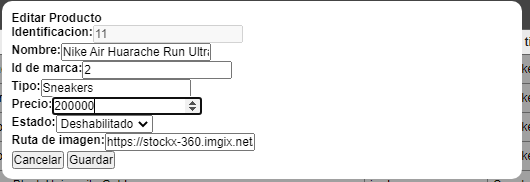 Editar Producto
Identificacion: 11
Nombre: Nike Air Huarache Run Ultra
Id de marca: 2
Tipo: Sneakers
Precio: 200000
Estado: Deshabilitado
Ruta de imagen: https://stockx-360.imgix.net
Cancelar Guardar